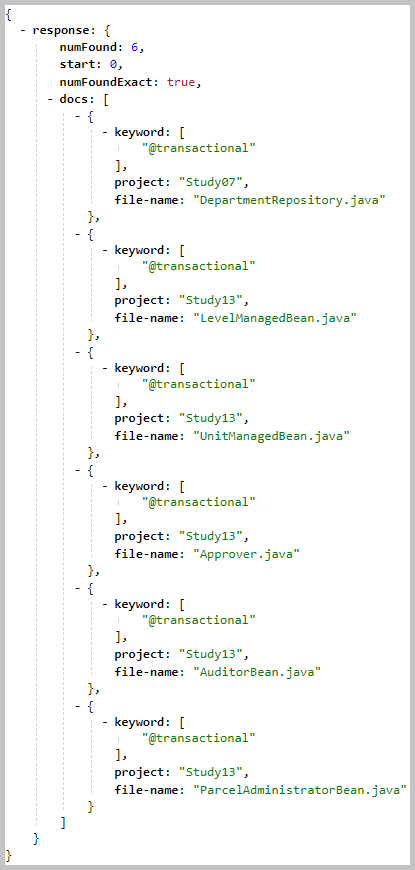 {
- response: {
numFound: 6,
start: 0,
numFoundExact: true,
- docs: [
- {
- keyword: [
"@transactional"
],
project: "Study07",
file-name: "DepartmentRepository.java"
},
- {
- keyword: [
"@transactional"
],
project: "Study13",
file-name: "LevelManagedBean.java"
},
- {
- keyword: [
"@transactional"
],
project: "Study13",
file-name: "UnitManagedBean.java"
},
- {
- keyword: [
"@transactional"
],
project: "Study13",
file-name: "Approver.java"
},
- {
- keyword: [
"@transactional"
],
project: "Study13",
file-name: "AuditorBean.java"
},
- {
- keyword: [
"@transactional"
],
project: "Study13",
file-name: "ParcelAdministratorBean.java"
}
]
}
}